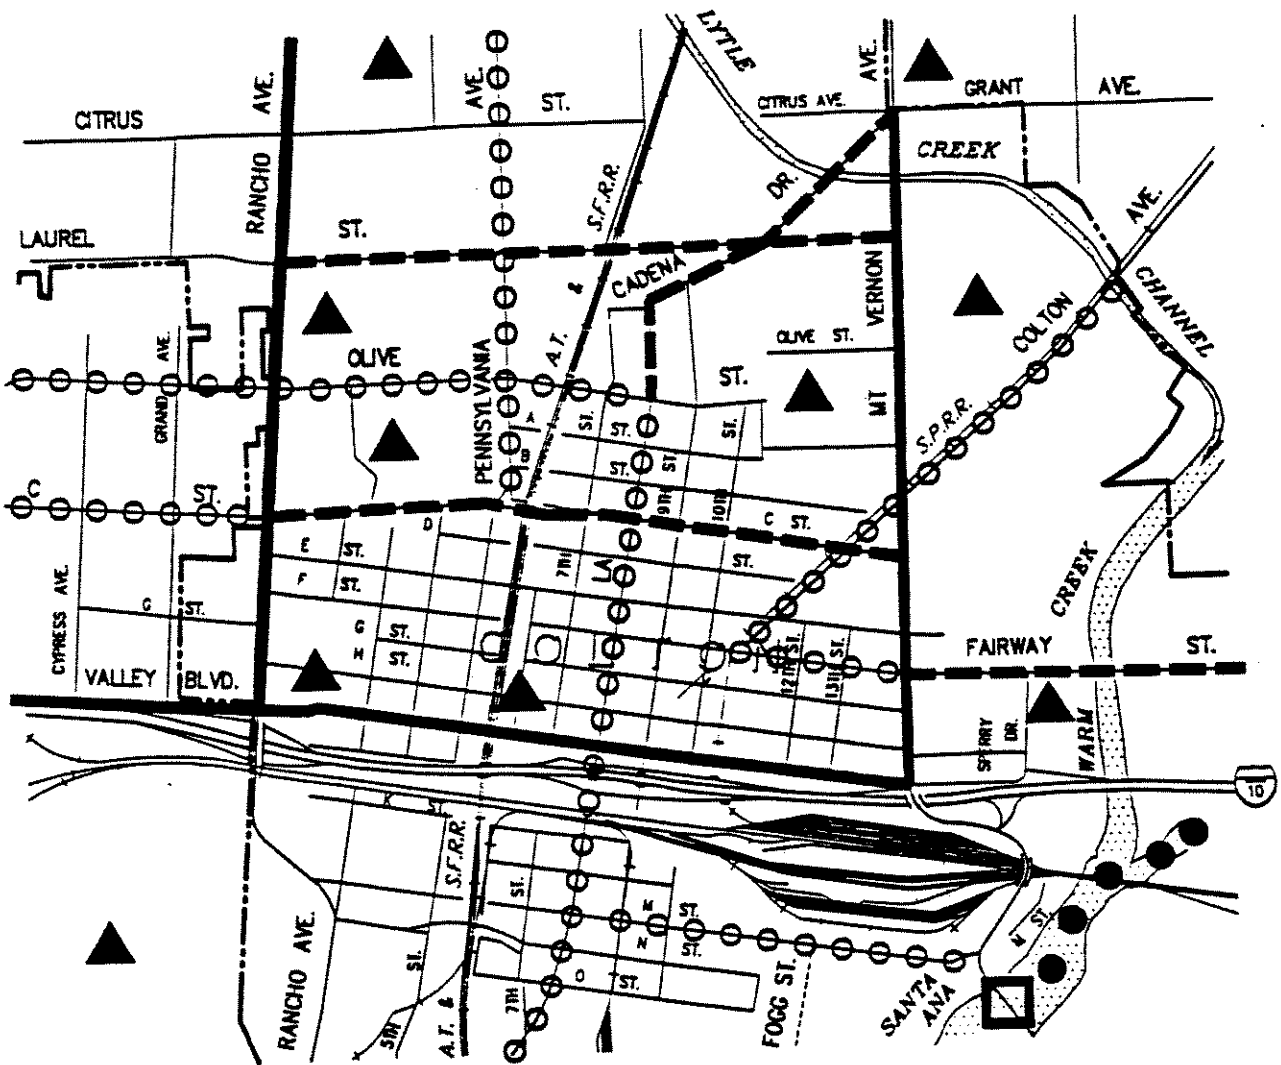 LYTLE
AVE.
AVE.
AVE.
CITRUS
ST.
CITRUS AVE.
GRANT
AVE.
CREEK
RANCHO
S.F.R.R.
DR.
AVE.
LAUREL
ST.
&
CADENA
VERNON
CHANNEL
COLTON
AVE.
GRAND
OLIVE
PENNSYLVANIA
A.T.
OLIVE ST.
ST.
MT
S.P.R.R.
A
ST.
ST.
ST.
B
ST.
ST.
C
ST.
9TH
10TH
C ST.
D
E
ST.
F
ST.
7TH
LA
ST.
CREEK
CYPRESS AVE.
G
ST.
G
ST.
H
ST.
12TH ST.
13TH ST.
FAIRWAY
ST.
VALLEY
BLVD.
SPERRY
DR.
WARM
10
K
ST.
S.F.R.R.
ST.
M
ST.
N
ST.
M ST.
RANCHO AVE.
ST.
O
ST.
FOGG ST.
SANTA
ANA
5TH
A.T. &
7TH